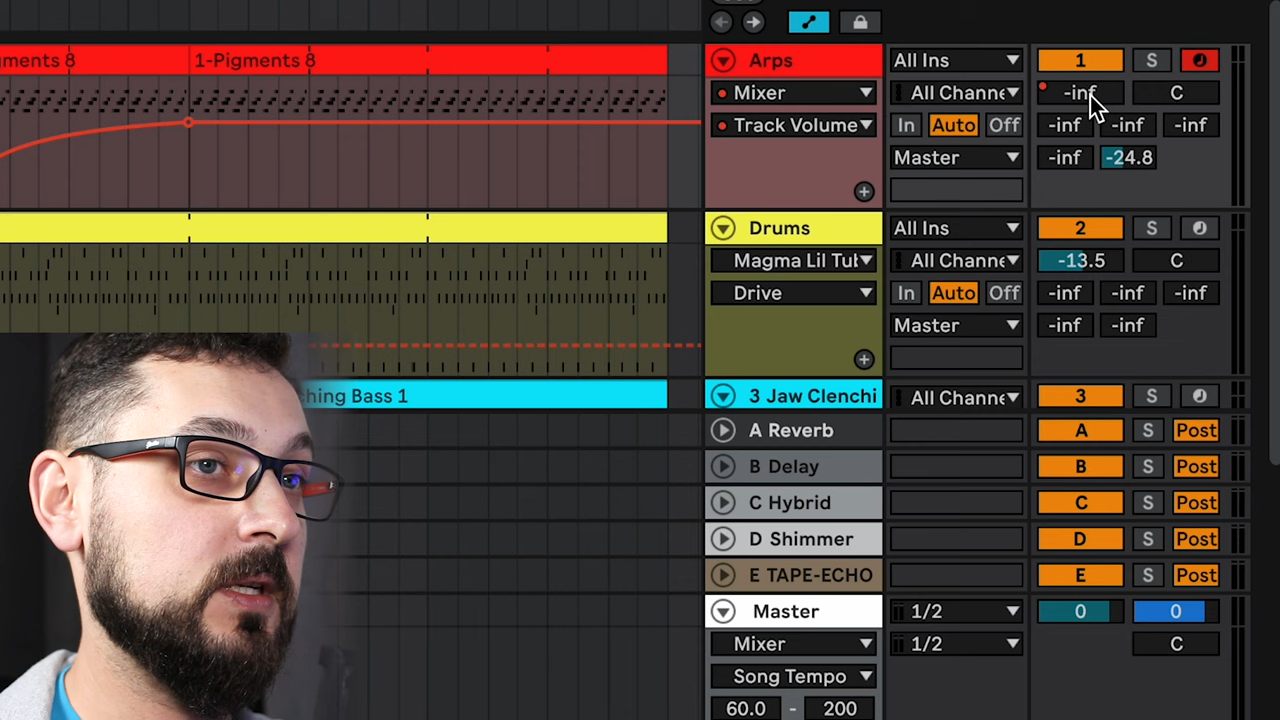 gments 8
1-Pigments 8
Arps
All Ins
1
S
Mixer
All Channe
-inf
C
Track Volume
In
Auto
Off
-inf
-inf
-inf
Master
-inf
-24.8
Drums
All Ins
2
S
Magma Lil Tub
All Channe
-13.5
C
Drive
In
Auto
Off
-inf
-inf
-inf
Master
-inf
-inf
hing Bass 1
3 Jaw Clenchi
All Channe
3
S
A Reverb
A
S
Post
B Delay
B
S
Post
C Hybrid
C
S
Post
D Shimmer
D
S
Post
E TAPE-ECHO
E
S
Post
Master
1/2
0
0
Mixer
1/2
C
Song Tempo
60.0
-
200